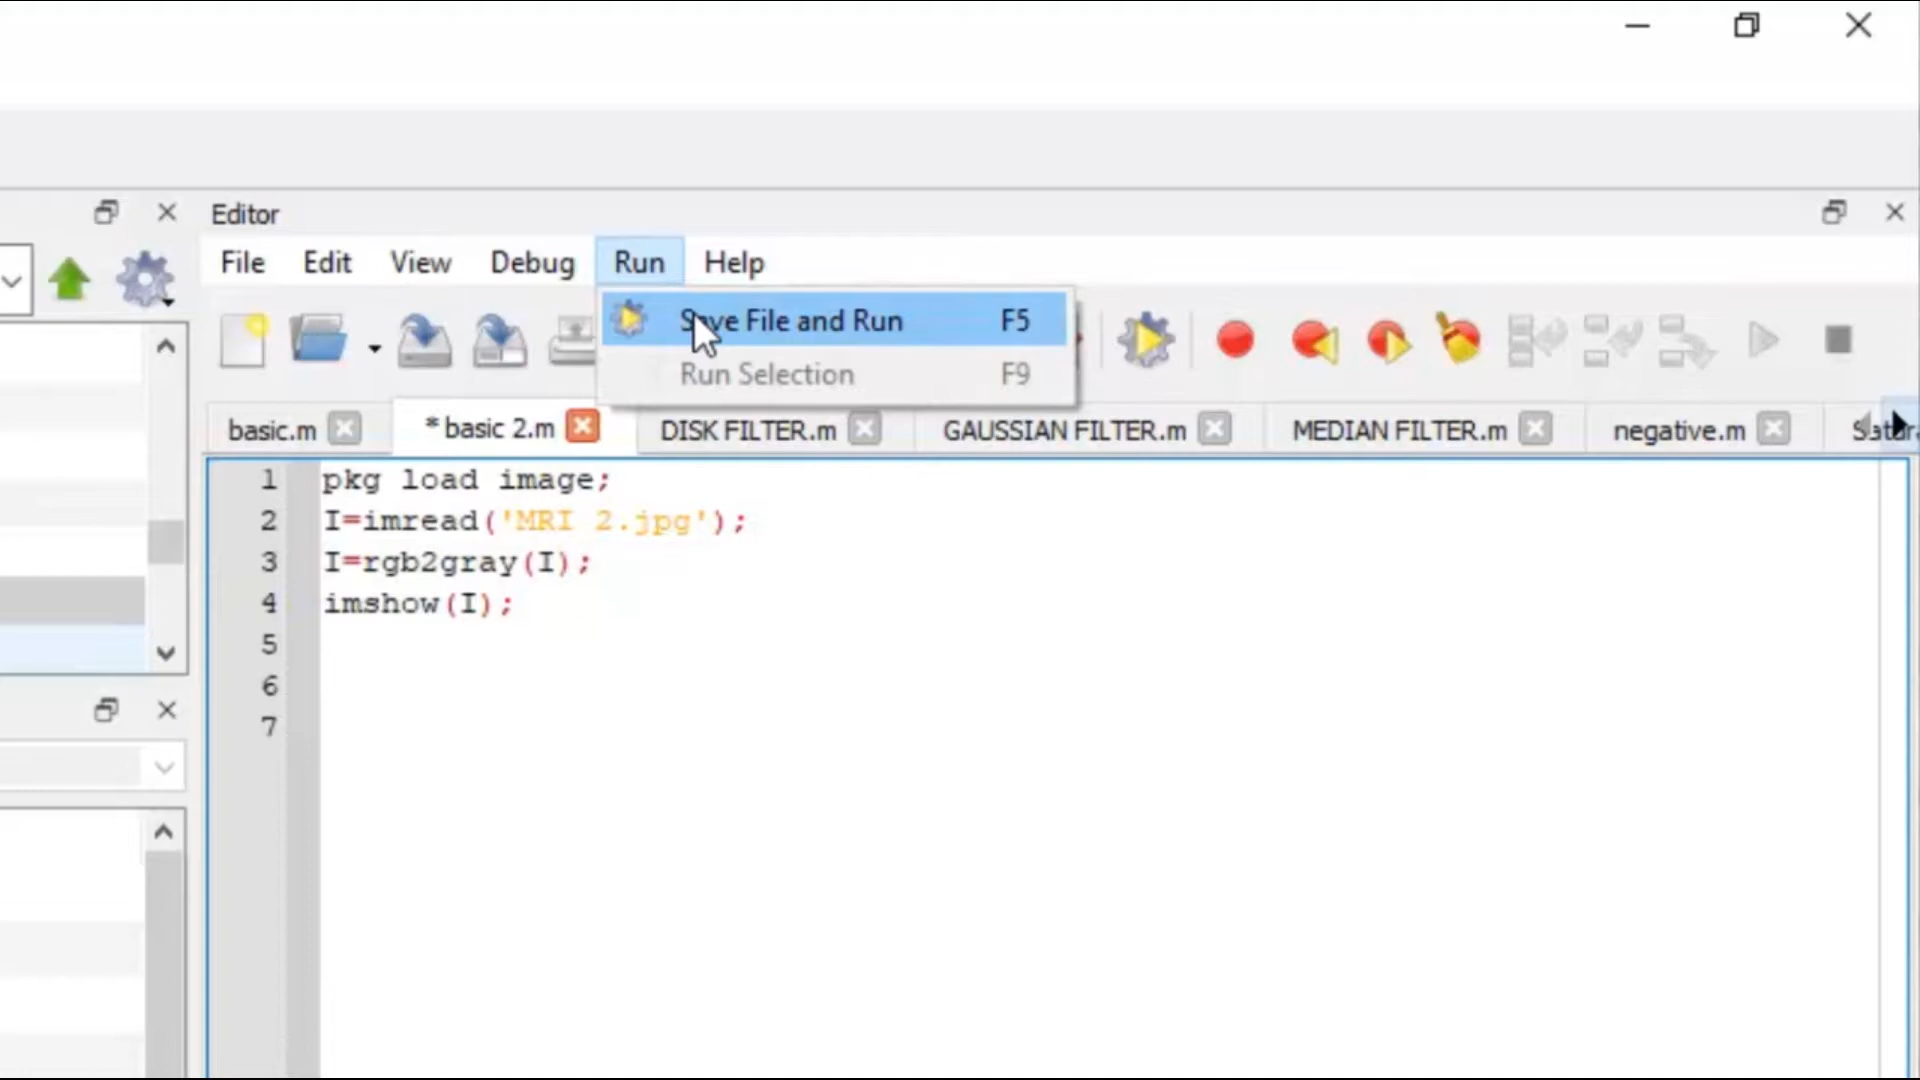 Editor
File Edit View Debug Run Help
Save File and Run F5
Run Selection F9
basic.m * basic 2.m DISK FILTER.m GAUSSIAN FILTER.m MEDIAN FILTER.m negative.m
1 pkg load image;
2 I=imread('MRI 2.jpg');
3 I=rgb2gray(I);
4 imshow(I);
5
6
7